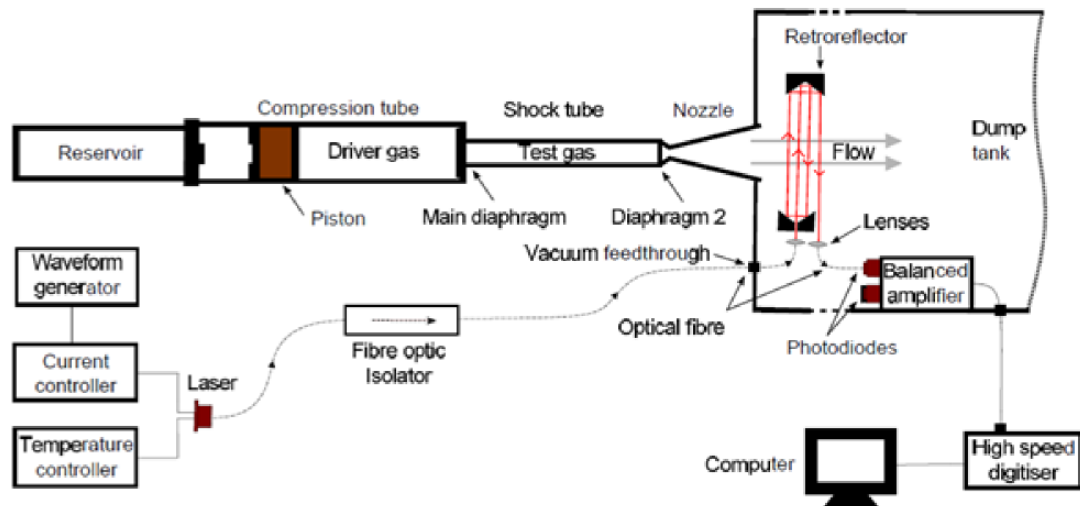 Retroreflector
Compression tube
Shock tube
Nozzle
Reservoir
Driver gas
Test gas
Flow
Dump
tank
Piston
Main diaphragm
Diaphragm 2
Lenses
Vacuum feedthrough
Waveform
generator
Balanced
amplifier
Optical fibre
Photodiodes
Fibre optic
Isolator
Current
controller
Laser
Temperature
controller
Computer
High speed
digitiser